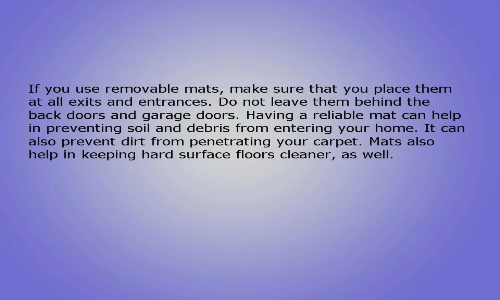 If you use removable mats, make sure that you place them
at all exits and entrances. Do not leave them behind the
back doors and garage doors. Having a reliable mat can help
in preventing soil and debris from entering your home. It can
also prevent dirt from penetrating your carpet. Mats also
help in keeping hard surface floors cleaner, as well.